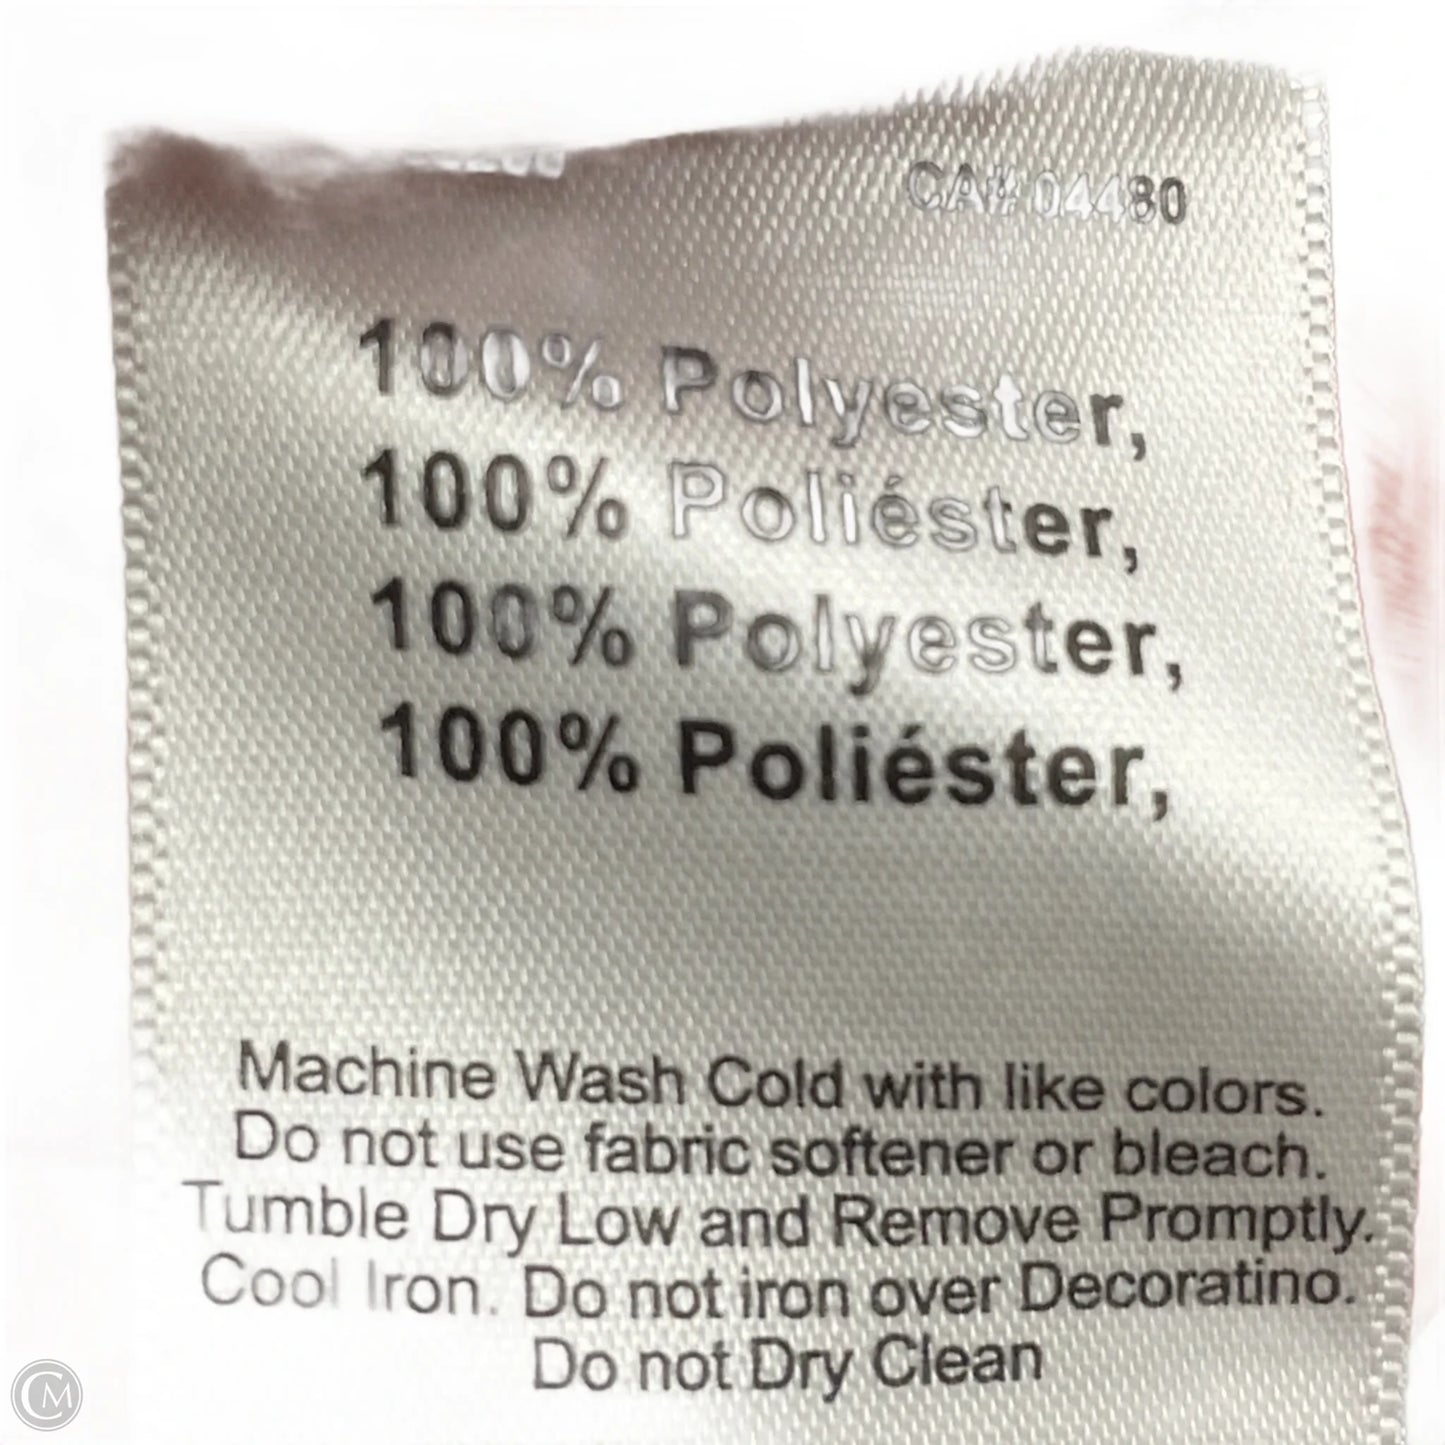 CA# 04480
100% Polyester,
100% Poliéster,
100% Polyester,
100% Poliéster,
Machine Wash Cold with like colors.
Do not use fabric softener or bleach.
Tumble Dry Low and Remove Promptly.
Cool Iron. Do not iron over Decoratino.
Do not Dry Clean
CM